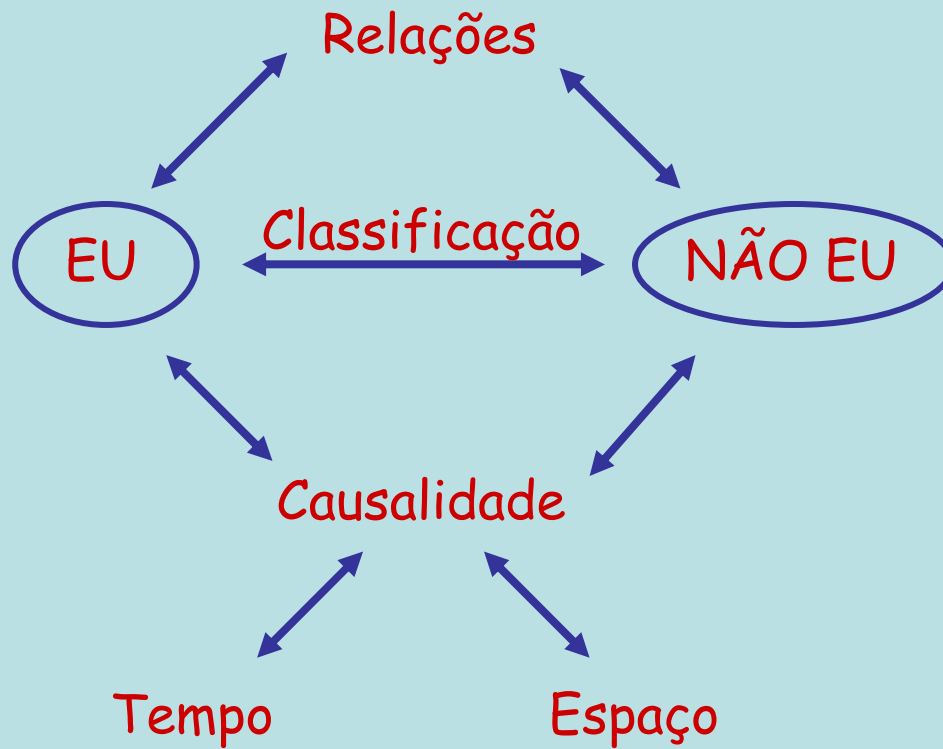 Relações
Classificação
EU
NÃO EU
Causalidade
Tempo
Espaço